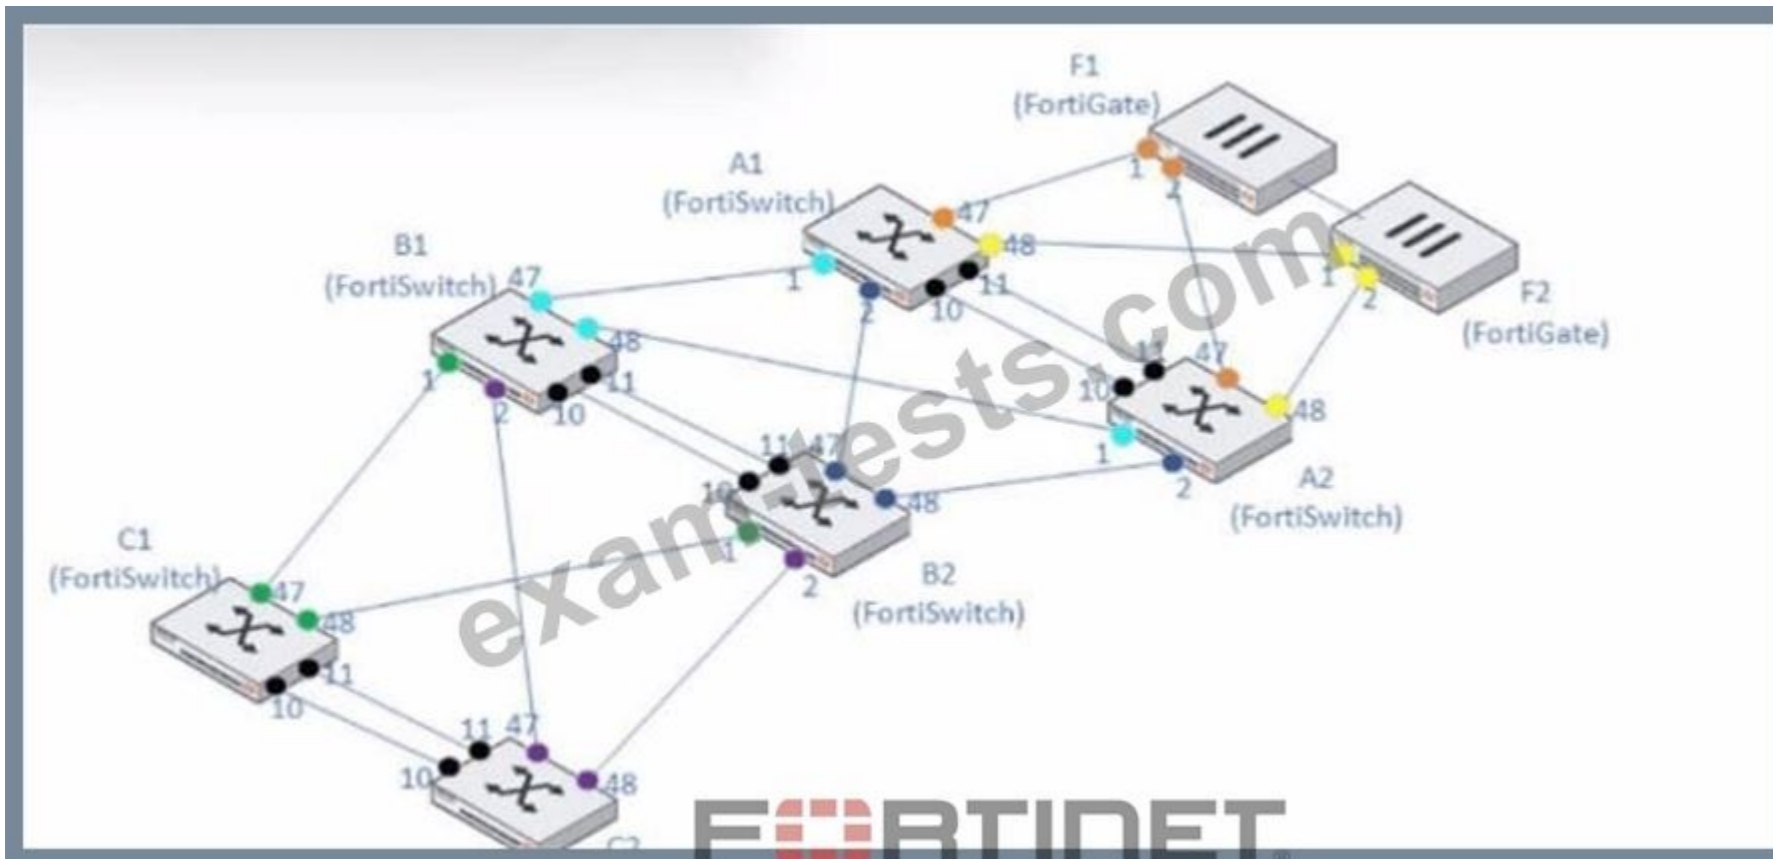 F1
(FortiGate)
1
2
A1
(FortiSwitch)
47
48
1
2
10
11
F2
(FortiGate)
1
2
B1
(FortiSwitch)
47
48
1
2
10
11
11
47
10
48
1
2
A2
(FortiSwitch)
11
47
10
48
1
2
B2
(FortiSwitch)
C1
(FortiSwitch)
47
48
11
10
11
47
10
48
exam-tests.com
FORTINET